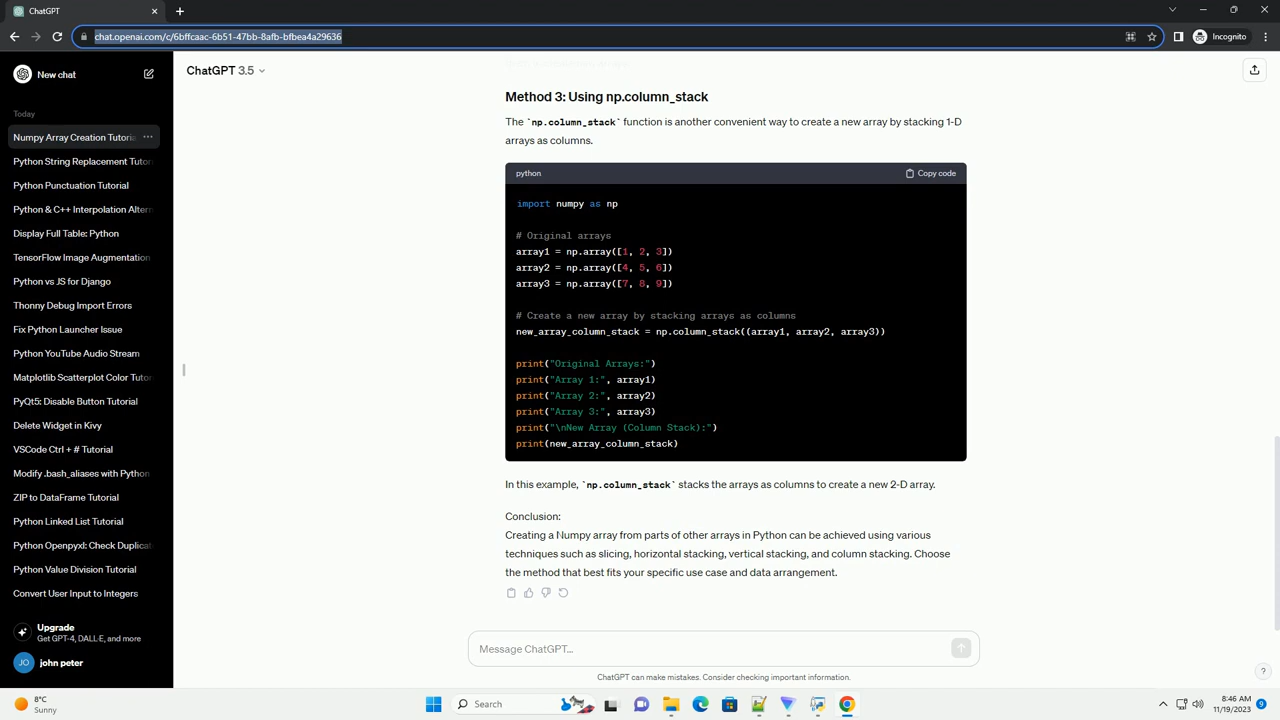 ChatGPT
chat.openai.com/c/6bffcaac-6b51-47bb-8afb-bfbea4a29636
Incognito
New chat
ChatGPT 3.5
Today
Numpy Array Creation Tutoria
Python String Replacement Tutor
Python Punctuation Tutorial
Python & C++ Interpolation Altern
Display Full Table: Python
TensorFlow Image Augmentation
Python vs JS for Django
Thonny Debug Import Errors
Fix Python Launcher Issue
Python YouTube Audio Stream
Matplotlib Scatterplot Color Tutor
PyQt5: Disable Button Tutorial
Delete Widget in Kivy
VSCode Ctrl + # Tutorial
Modify .bash_aliases with Python
ZIP to DataFrame Tutorial
Python Linked List Tutorial
Python Openpyxl: Check Duplicat
Python Value Division Tutorial
Convert User Input to Integers
Upgrade
Get GPT-4, DALL·E, and more
JO john peter
Method 3: Using np.column_stack
The `np.column_stack` function is another convenient way to create a new array by stacking 1-D
arrays as columns.
python
Copy code
import numpy as np
# Original arrays
array1 = np.array([1, 2, 3])
array2 = np.array([4, 5, 6])
array3 = np.array([7, 8, 9])
# Create a new array by stacking arrays as columns
new_array_column_stack = np.column_stack((array1, array2, array3))
print("Original Arrays:")
print("Array 1:", array1)
print("Array 2:", array2)
print("Array 3:", array3)
print("\nNew Array (Column Stack):")
print(new_array_column_stack)
In this example, `np.column_stack` stacks the arrays as columns to create a new 2-D array.
Conclusion:
Creating a Numpy array from parts of other arrays in Python can be achieved using various
techniques such as slicing, horizontal stacking, vertical stacking, and column stacking. Choose
the method that best fits your specific use case and data arrangement.
Message ChatGPT...
ChatGPT can make mistakes. Consider checking important information.
?
8°C
Sunny
Search
8:46 AM
11/19/2023
9